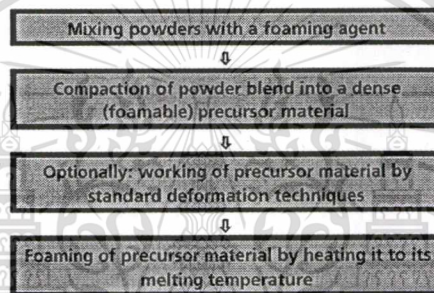 Mixing powders with a foaming agent
⇩
Compaction of powder blend into a dense
(foamable) precursor material
⇩
Optionally: working of precursor material by
standard deformation techniques
⇩
Foaming of precursor material by heating it to its
melting temperature